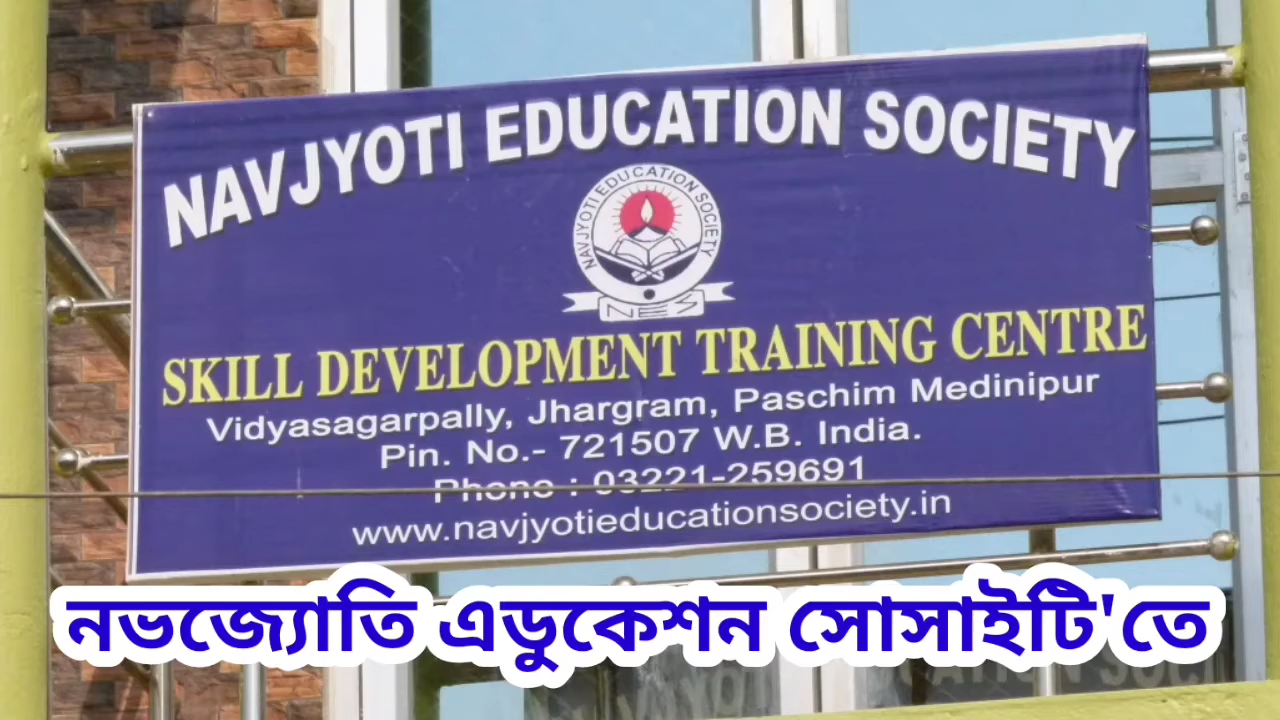 NAVJYOTI EDUCATION SOCIETY
NAVJYOTI EDUCATION SOCIETY
NES
SKILL DEVELOPMENT TRAINING CENTRE
Vidyasagarpally, Jhargram, Paschim Medinipur
Pin. No.- 721507 W.B. India.
Phone : 03221-259691
www.navjyotieducationsociety.in
নভজ্যোতি এডুকেশন সোসাইটি'তে